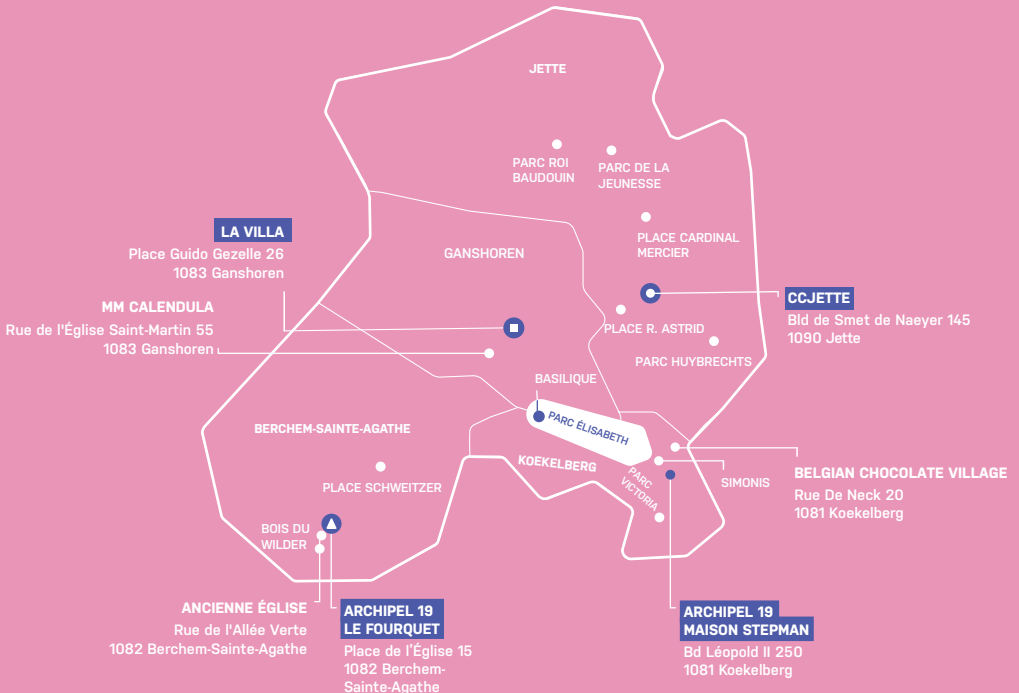 JETTE
PARC ROI
BAUDOUIN
PARC DE LA
JEUNESSE
PLACE CARDINAL
MERCIER
LA VILLA
Place Guido Gezelle 26
1083 Ganshoren
GANSHOREN
MM CALENDULA
Rue de l'Église Saint-Martin 55
1083 Ganshoren
CCJETTE
Bld de Smet de Naeyer 145
1090 Jette
PLACE R. ASTRID
PARC HUYBRECHTS
BASILIQUE
PARC ÉLISABETH
BERCHEM-SAINTE-AGATHE
KOEKELBERG
PARC
VICTORIA
SIMONIS
BELGIAN CHOCOLATE VILLAGE
Rue De Neck 20
1081 Koekelberg
PLACE SCHWEITZER
BOIS DU
WILDER
ANCIENNE ÉGLISE
Rue de l'Allée Verte
1082 Berchem-Sainte-Agathe
ARCHIPEL 19
LE FOURQUET
Place de l'Église 15
1082 Berchem-
Sainte-Agathe
ARCHIPEL 19
MAISON STEPMAN
Bd Léopold II 250
1081 Koekelberg